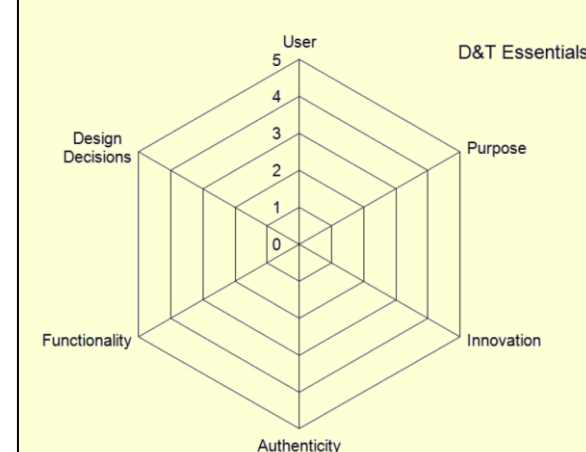 User
D&T Essentials
5
4
3
2
1
0
Design
Decisions
Purpose
Functionality
Innovation
Authenticity